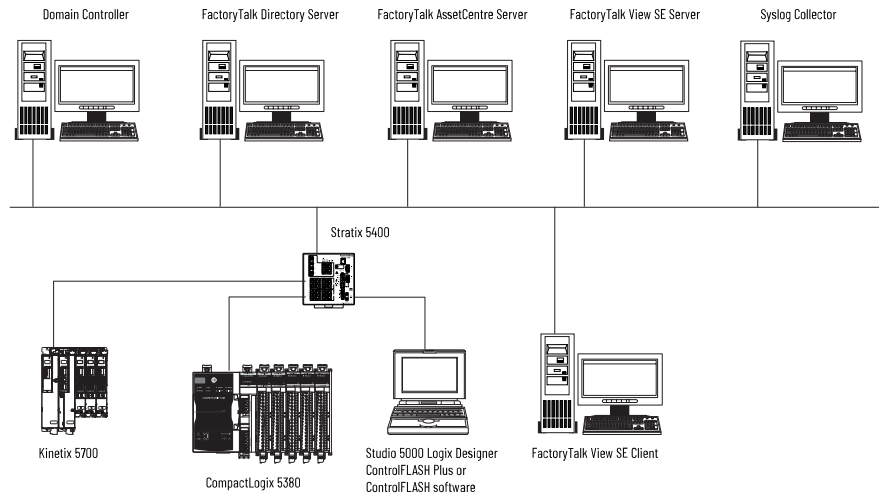 Domain Controller
FactoryTalk Directory Server
FactoryTalk AssetCentre Server
FactoryTalk View SE Server
Syslog Collector
Stratix 5400
Kinetix 5700
CompactLogix 5380
Studio 5000 Logix Designer
ControlFLASH Plus or
ControlFLASH software
FactoryTalk View SE Client